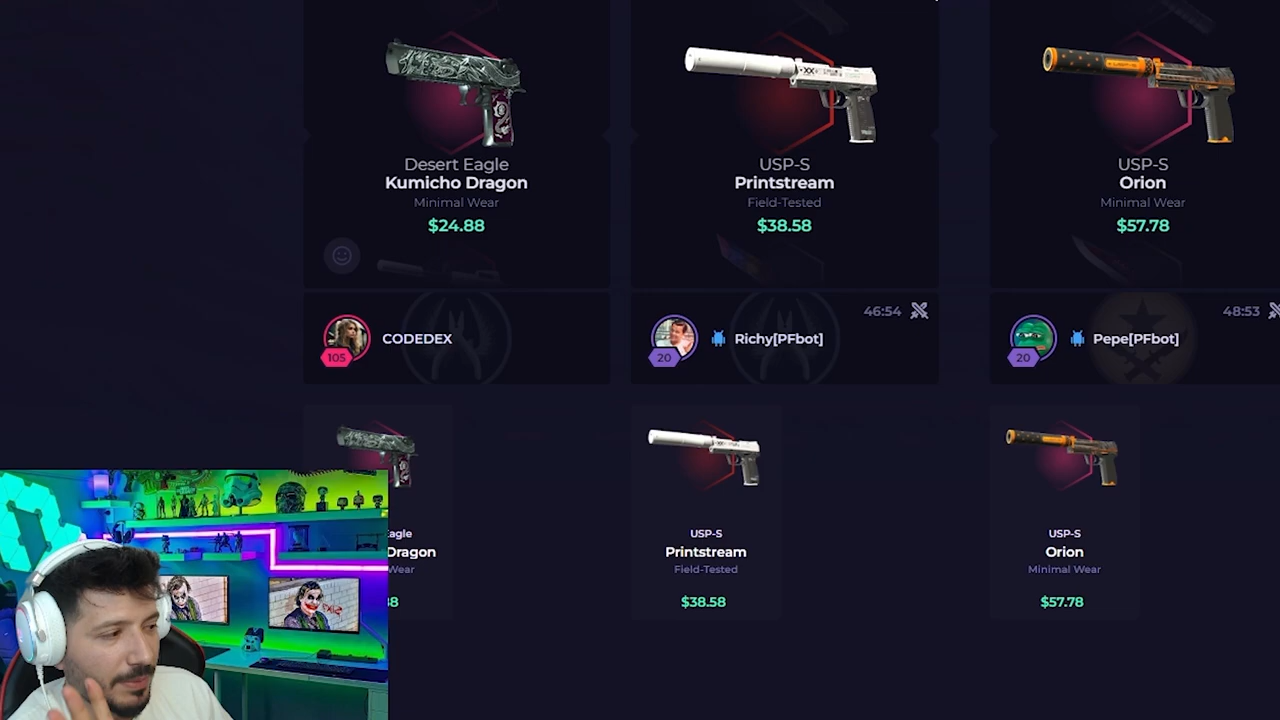 Desert Eagle
Kumicho Dragon
Minimal Wear
$24.88
USP-S
Printstream
Field-Tested
$38.58
USP-S
Orion
Minimal Wear
$57.78
105
CODEDEX
46:54
20
Richy[PFbot]
48:53
20
Pepe[PFbot]
agle
Dragon
Wear
8
USP-S
Printstream
Field-Tested
$38.58
USP-S
Orion
Minimal Wear
$57.78